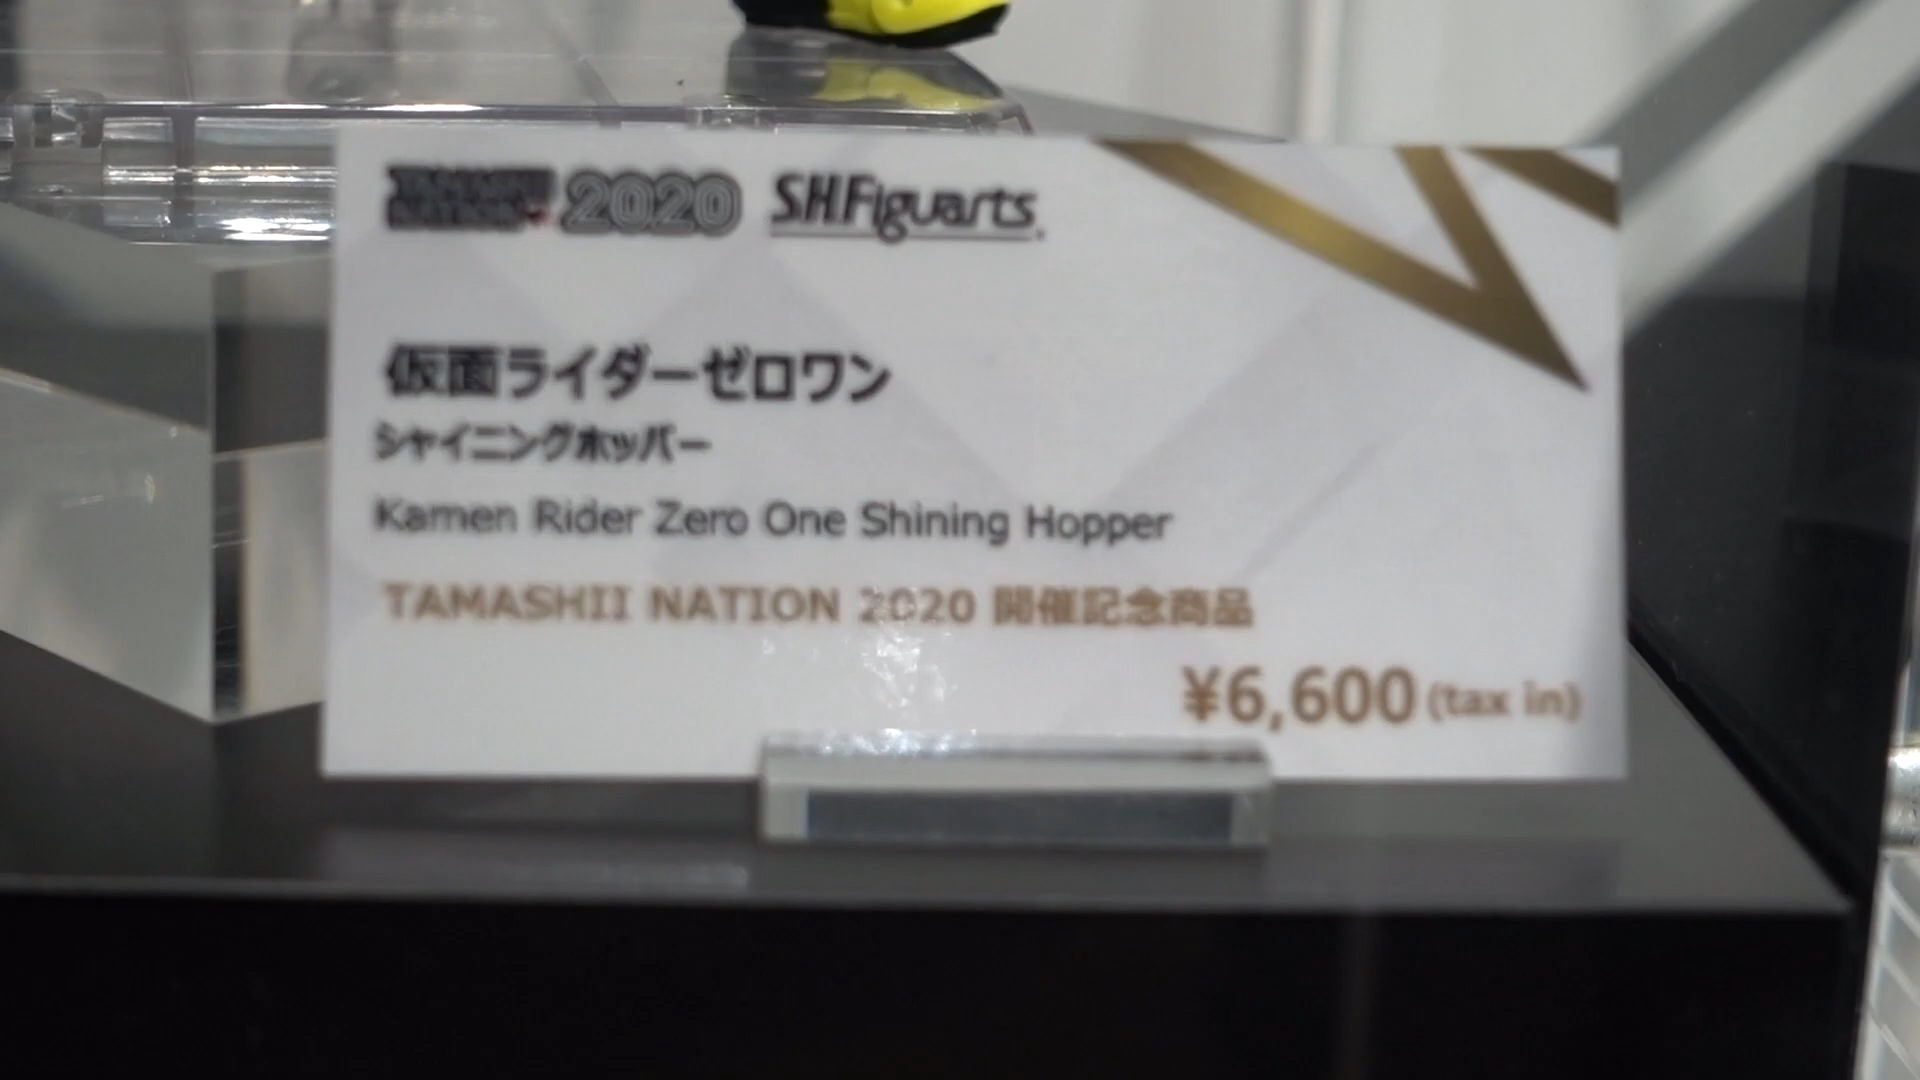 TAMASHII NATION 2020 S.H.Figuarts
仮面ライダーゼロワン
シャイニングホッパー
Kamen Rider Zero One Shining Hopper
TAMASHII NATION 2020 開催記念商品
¥6,600 (tax in)